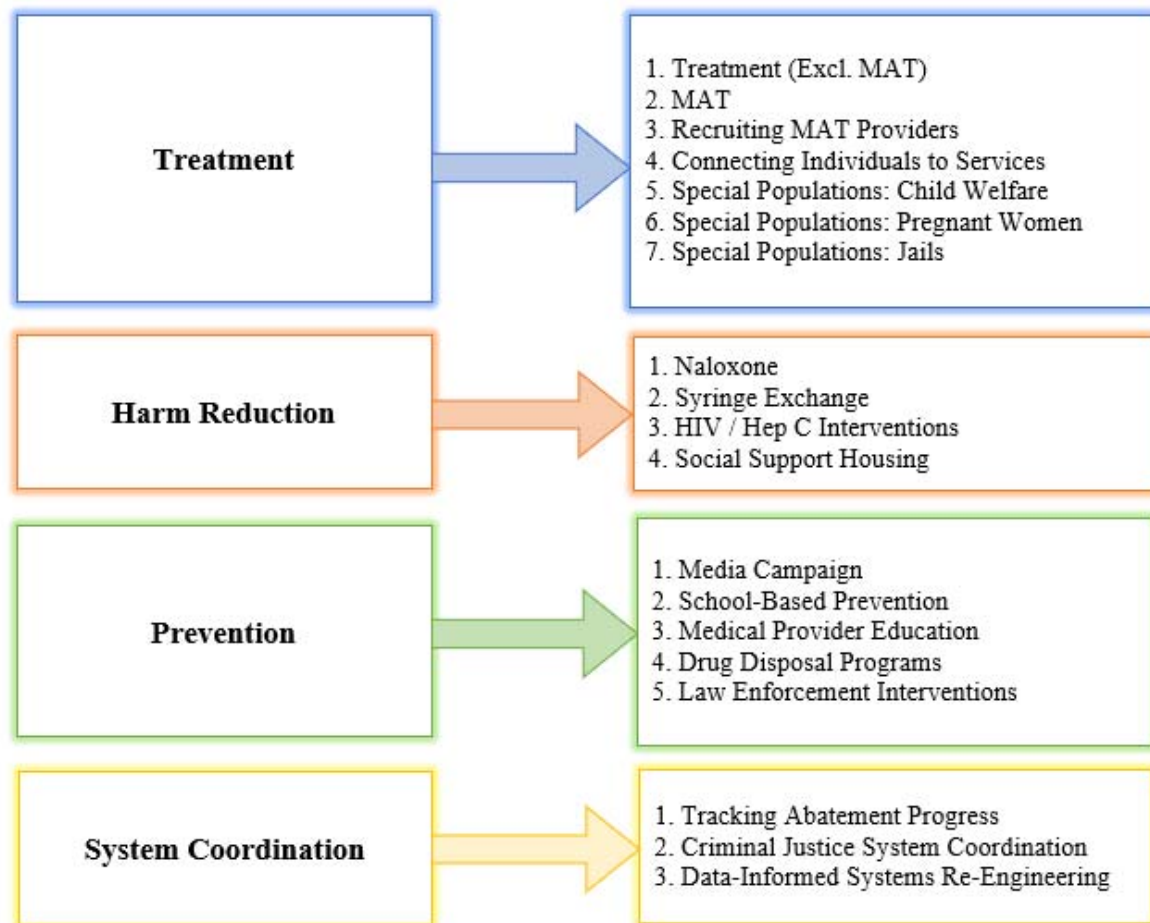 Treatment
1. Treatment (Excl. MAT)
2. MAT
3. Recruiting MAT Providers
4. Connecting Individuals to Services
5. Special Populations: Child Welfare
6. Special Populations: Pregnant Women
7. Special Populations: Jails
Harm Reduction
1. Naloxone
2. Syringe Exchange
3. HIV / Hep C Interventions
4. Social Support Housing
Prevention
1. Media Campaign
2. School-Based Prevention
3. Medical Provider Education
4. Drug Disposal Programs
5. Law Enforcement Interventions
System Coordination
1. Tracking Abatement Progress
2. Criminal Justice System Coordination
3. Data-Informed Systems Re-Engineering